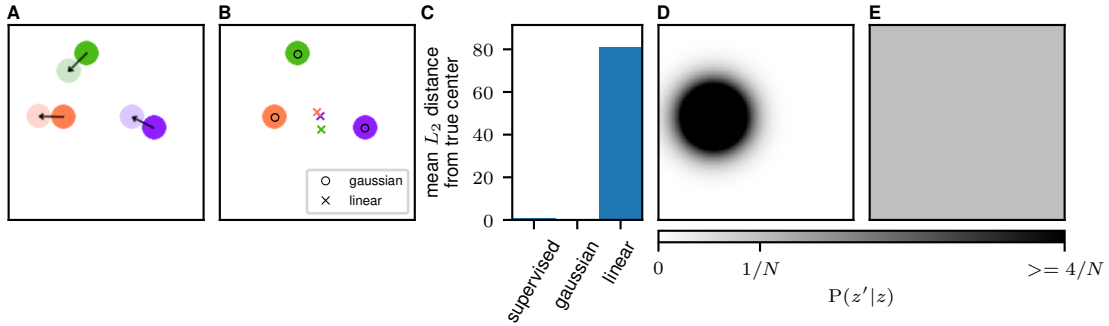 A
B
C
D
E
gaussian
linear
mean L₂ distance
from true center
80
60
40
20
0
supervised
gaussian
linear
0
1/N
>= 4/N
P(z′|z)